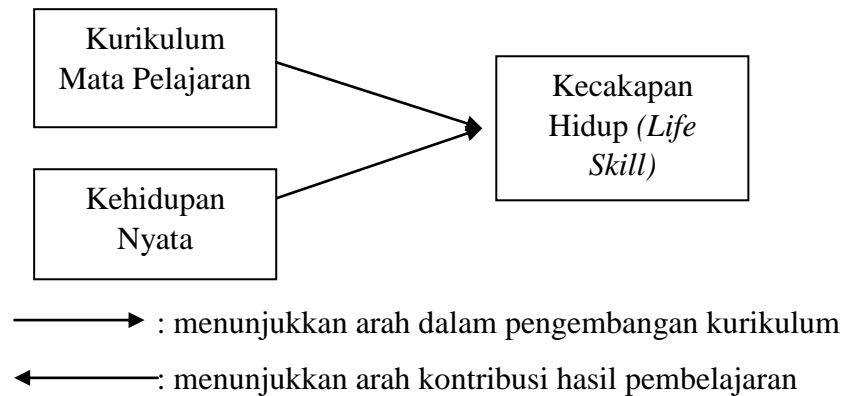 Kurikulum
Mata Pelajaran
Kecakapan
Hidup (Life
Skill)
Kehidupan
Nyata
: menunjukkan arah dalam pengembangan kurikulum
: menunjukkan arah kontribusi hasil pembelajaran